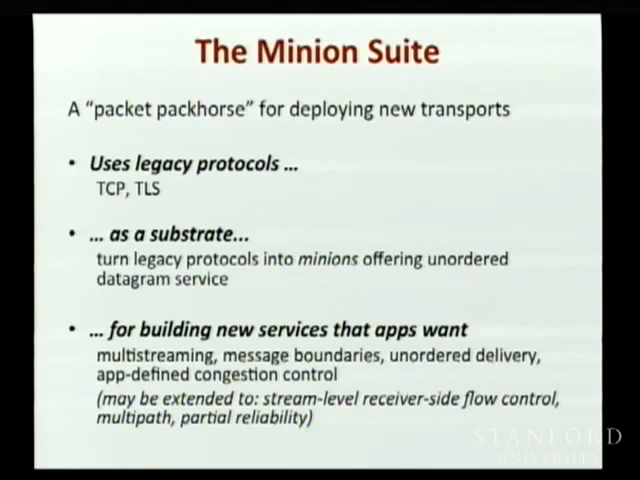 The Minion Suite
A “packet packhorse” for deploying new transports
• Uses legacy protocols ...
TCP, TLS
• ... as a substrate...
turn legacy protocols into minions offering unordered
datagram service
• ... for building new services that apps want
multistreaming, message boundaries, unordered delivery,
app-defined congestion control
(may be extended to: stream-level receiver-side flow control,
multipath, partial reliability)
STANFORD
UNIVERSITY